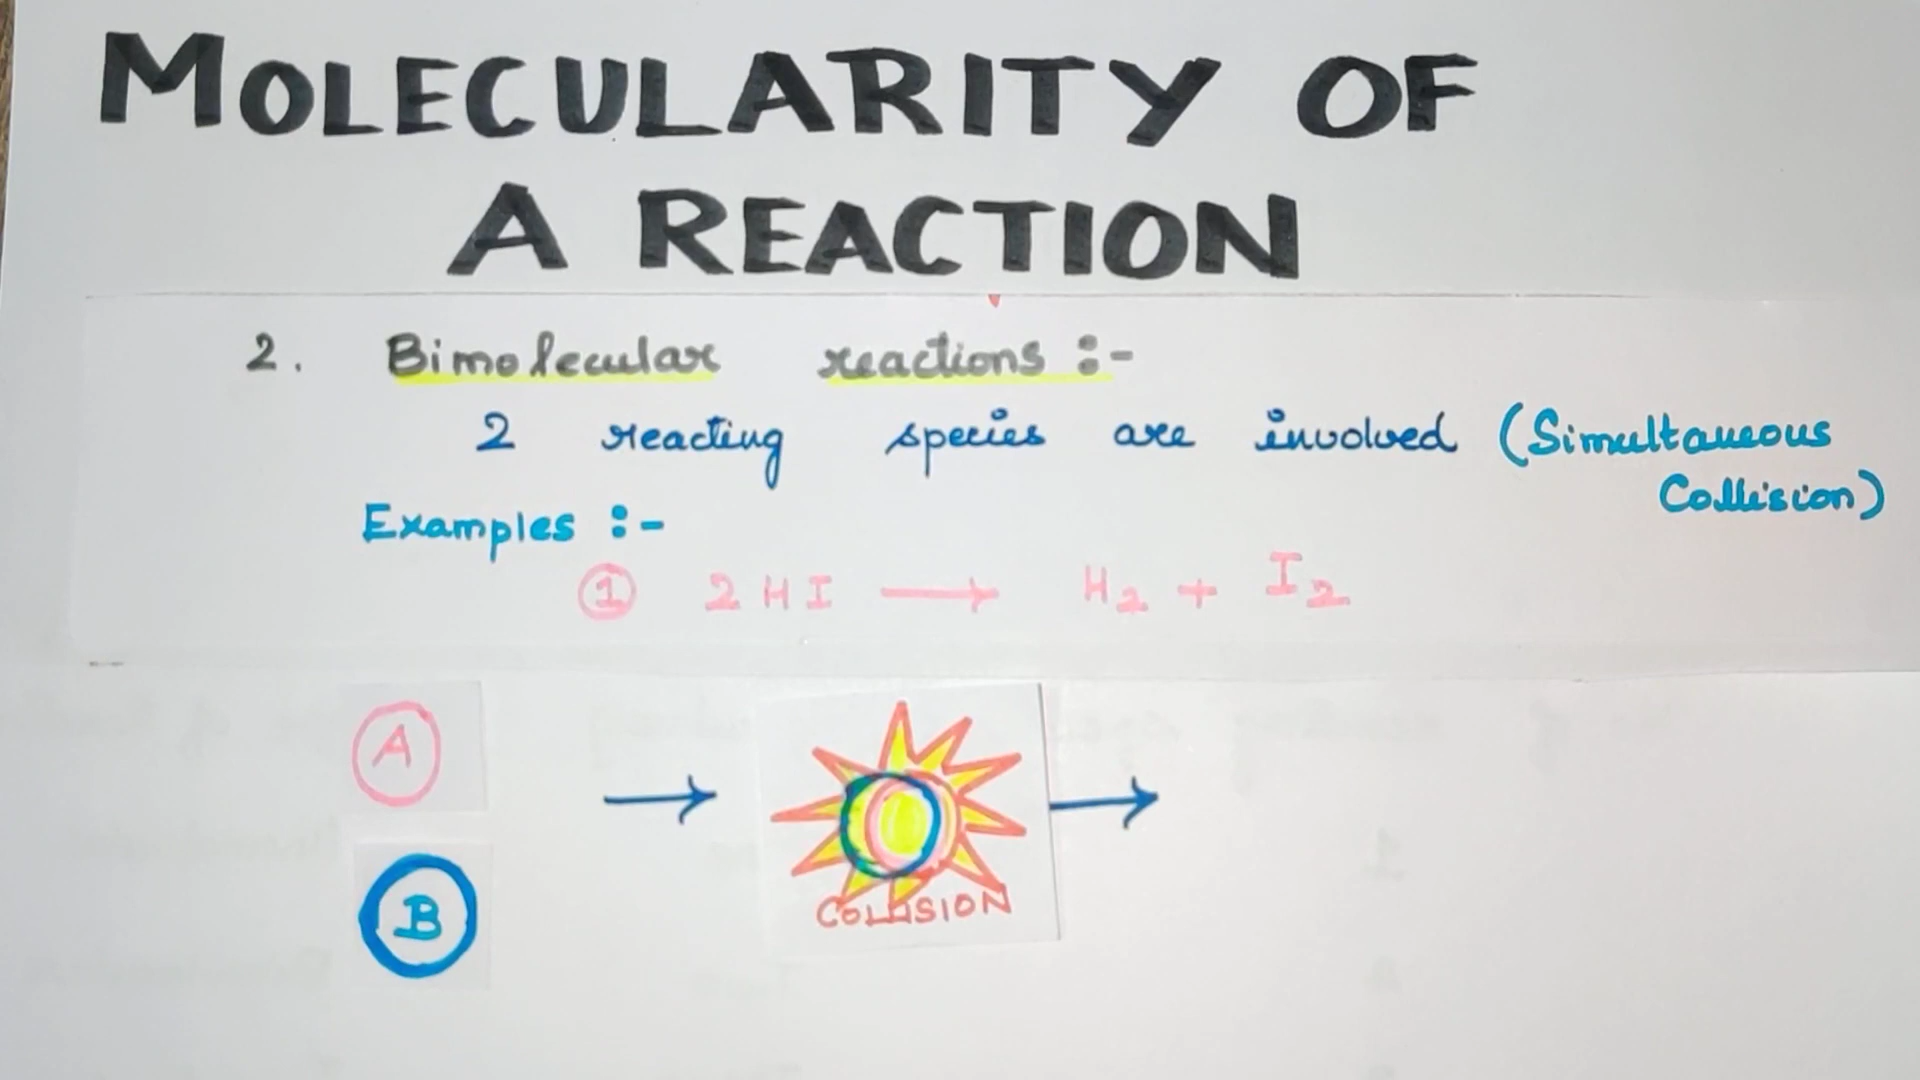 MOLECULARITY OF
A REACTION
2. Bimolecular reactions :-
2 reacting species are involved (Simultaneous
Collision)
Examples :-
① 2HI → H₂ + I₂
A
→ →
B
COLLISION